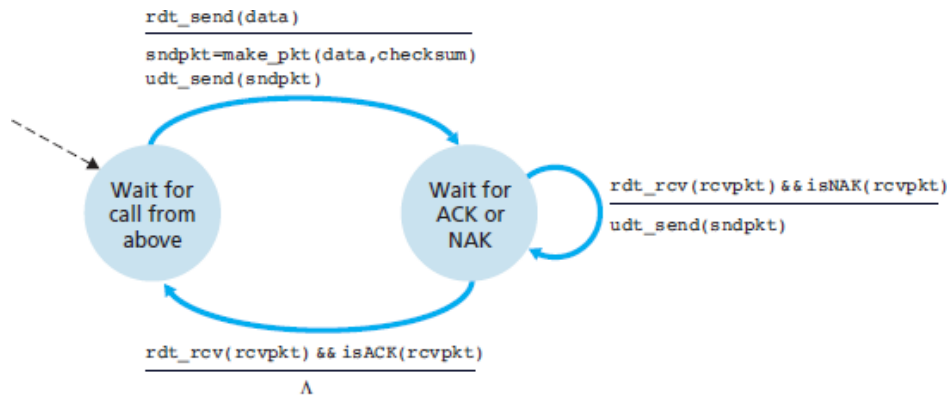 rdt_send(data)
sndpkt=make_pkt(data,checksum)
udt_send(sndpkt)
Wait for
call from
above
Wait for
ACK or
NAK
rdt_rcv(rcvpkt) && isNAK(rcvpkt)
udt_send(sndpkt)
rdt_rcv(rcvpkt) && isACK(rcvpkt)
Λ